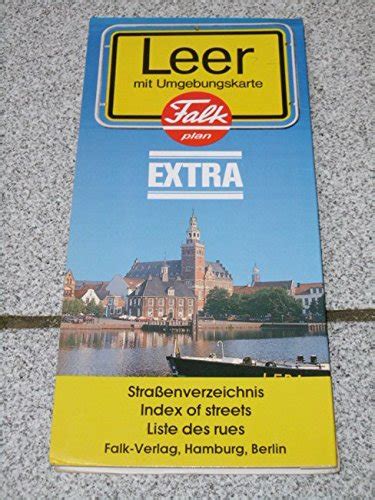 Leer
mit Umgebungskarte
Falk
plan
EXTRA
Straßenverzeichnis
Index of streets
Liste des rues
Falk-Verlag, Hamburg, Berlin